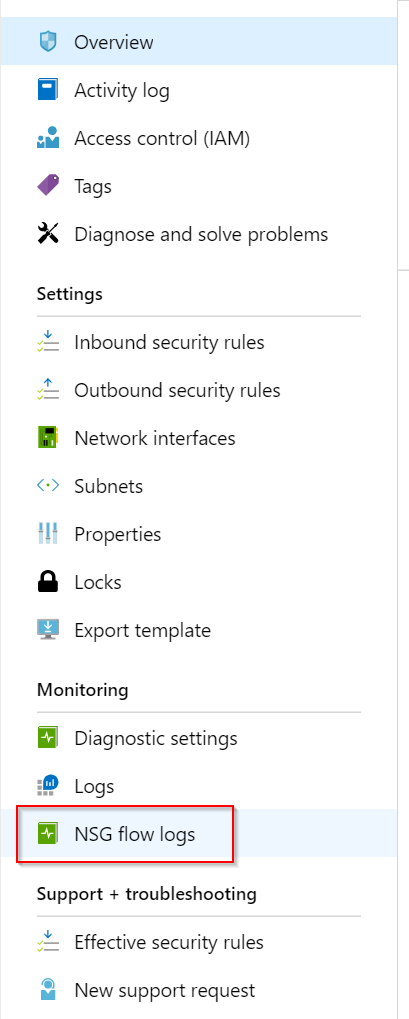 Overview
Activity log
Access control (IAM)
Tags
Diagnose and solve problems
Settings
Inbound security rules
Outbound security rules
Network interfaces
Subnets
Properties
Locks
Export template
Monitoring
Diagnostic settings
Logs
NSG flow logs
Support + troubleshooting
Effective security rules
New support request